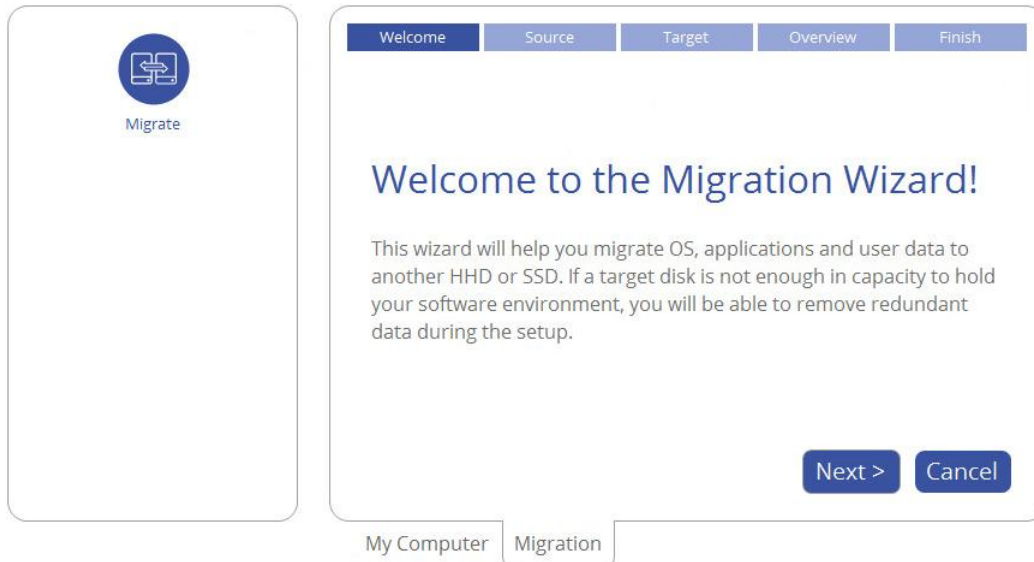 Migrate
Welcome Source Target Overview Finish
Welcome to the Migration Wizard!
This wizard will help you migrate OS, applications and user data to
another HHD or SSD. If a target disk is not enough in capacity to hold
your software environment, you will be able to remove redundant
data during the setup.
Next > Cancel
My Computer Migration